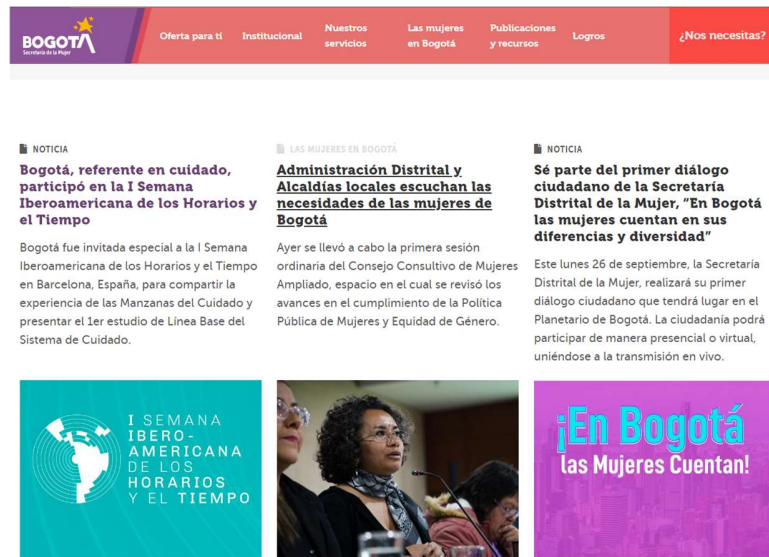 BOGOTÁ
Secretaría de la Mujer
Oferta para tí
Institucional
Nuestros
servicios
Las mujeres
en Bogotá
Publicaciones
y recursos
Logros
¿Nos necesitas?
NOTICIA
Bogotá, referente en cuidado,
participó en la I Semana
Iberoamericana de los Horarios y
el Tiempo
Bogotá fue invitada especial a la I Semana
Iberoamericana de los Horarios y el Tiempo
en Barcelona, España, para compartir la
experiencia de las Manzanas del Cuidado y
presentar el 1er estudio de Línea Base del
Sistema de Cuidado.
I SEMANA
IBERO-
AMERICANA
DE LOS
HORARIOS
Y EL TIEMPO
LAS MUJERES EN BOGOTÁ
Administración Distrital y
Alcaldías locales escuchan las
necesidades de las mujeres de
Bogotá
Ayer se llevó a cabo la primera sesión
ordinaria del Consejo Consultivo de Mujeres
Ampliado, espacio en el cual se revisó los
avances en el cumplimiento de la Política
Pública de Mujeres y Equidad de Género.
NOTICIA
Sé parte del primer diálogo
ciudadano de la Secretaría
Distrital de la Mujer, "En Bogotá
las mujeres cuentan en sus
diferencias y diversidad"
Este lunes 26 de septiembre, la Secretaría
Distrital de la Mujer, realizará su primer
diálogo ciudadano que tendrá lugar en el
Planetario de Bogotá. La ciudadanía podrá
participar de manera presencial o virtual,
uniéndose a la transmisión en vivo.
¡En Bogotá
las Mujeres Cuentan!